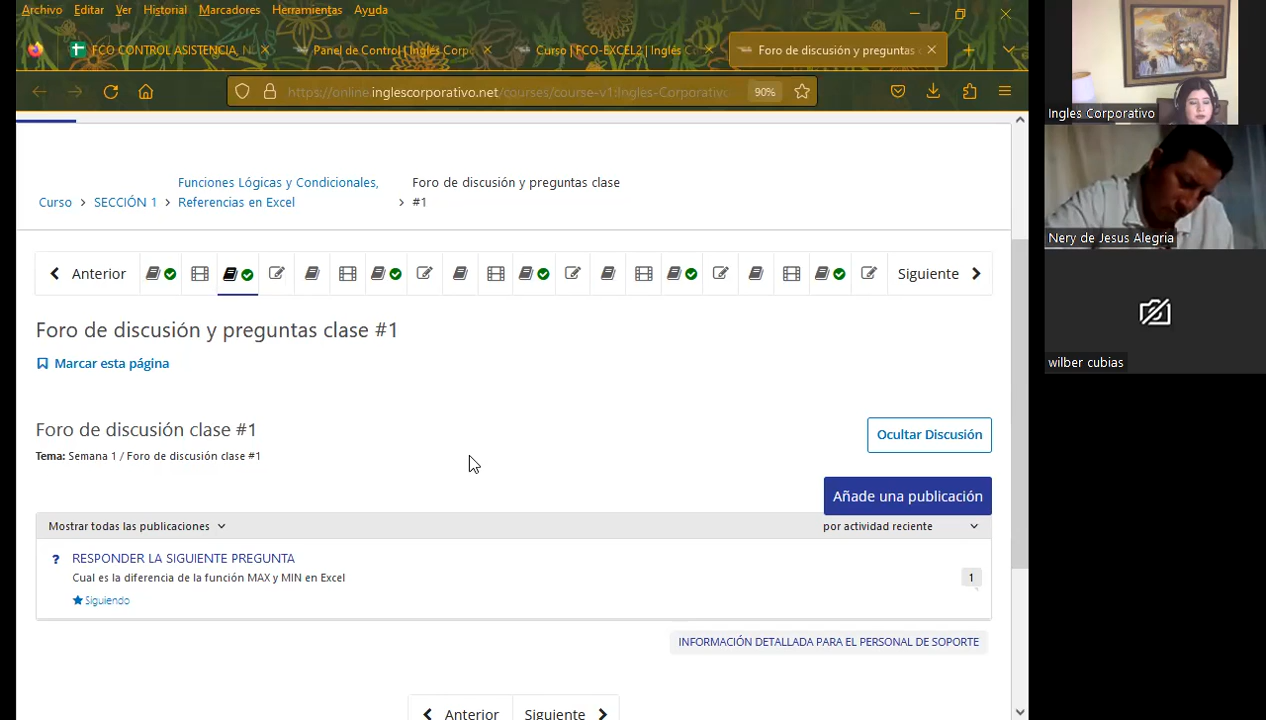 Archivo Editar Ver Historial Marcadores Herramientas Ayuda
FCO CONTROL ASISTENCIA, N
Panel de Control | Inglés Corpo
Curso | FCO-EXCEL2 | Inglés C
Foro de discusión y preguntas c
https://online.inglescorporativo.net/courses/course-v1:Ingles-Corporativo
90%
Curso > SECCIÓN 1 > Funciones Lógicas y Condicionales, Referencias en Excel > Foro de discusión y preguntas clase #1
Anterior
Siguiente
Foro de discusión y preguntas clase #1
Marcar esta página
Foro de discusión clase #1
Ocultar Discusión
Tema: Semana 1 / Foro de discusión clase #1
Añade una publicación
Mostrar todas las publicaciones
por actividad reciente
? RESPONDER LA SIGUIENTE PREGUNTA
Cual es la diferencia de la función MAX y MIN en Excel
1
Siguiendo
INFORMACIÓN DETALLADA PARA EL PERSONAL DE SOPORTE
Anterior
Siguiente
Ingles Corporativo
Nery de Jesus Alegria
wilber cubias